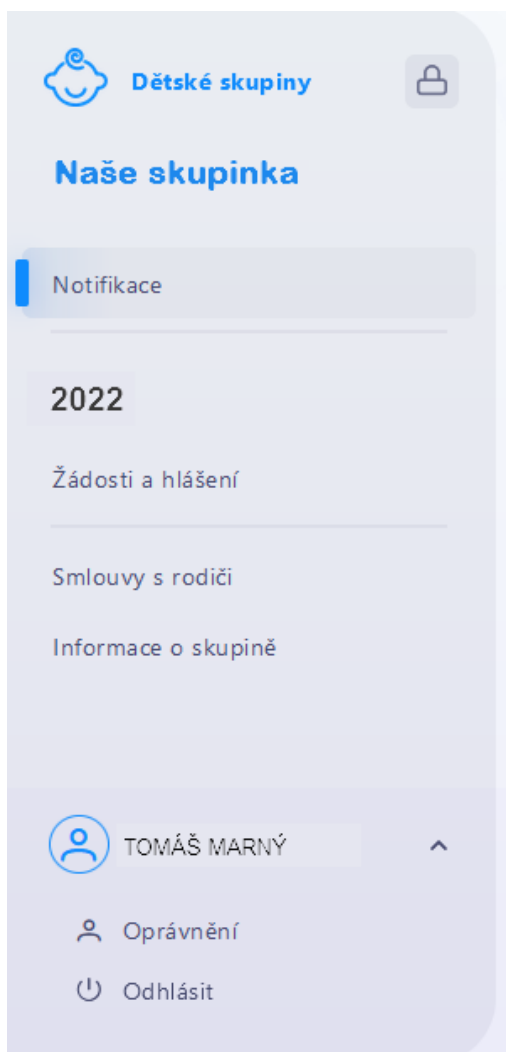 Dětské skupiny
Naše skupinka
Notifikace
2022
Žádosti a hlášení
Smlouvy s rodiči
Informace o skupině
TOMÁŠ MARNÝ
Oprávnění
Odhlásit